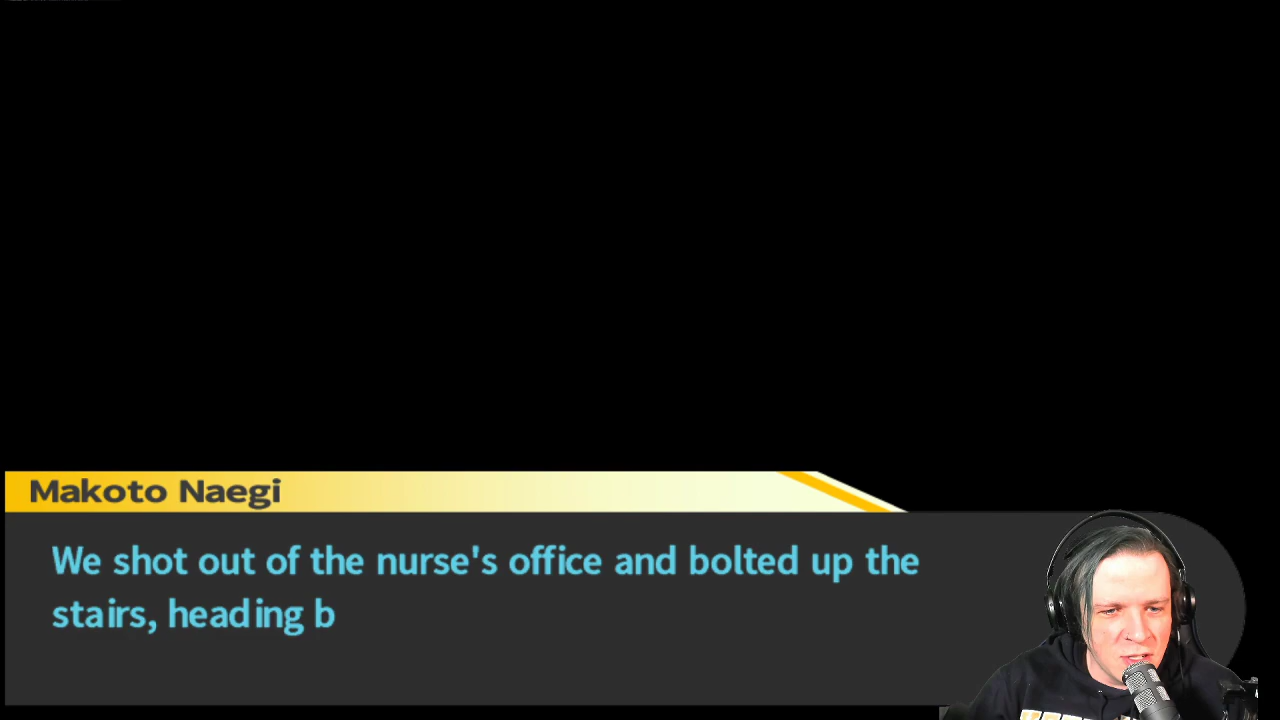 Makoto Naegi
We shot out of the nurse's office and bolted up the
stairs, heading b